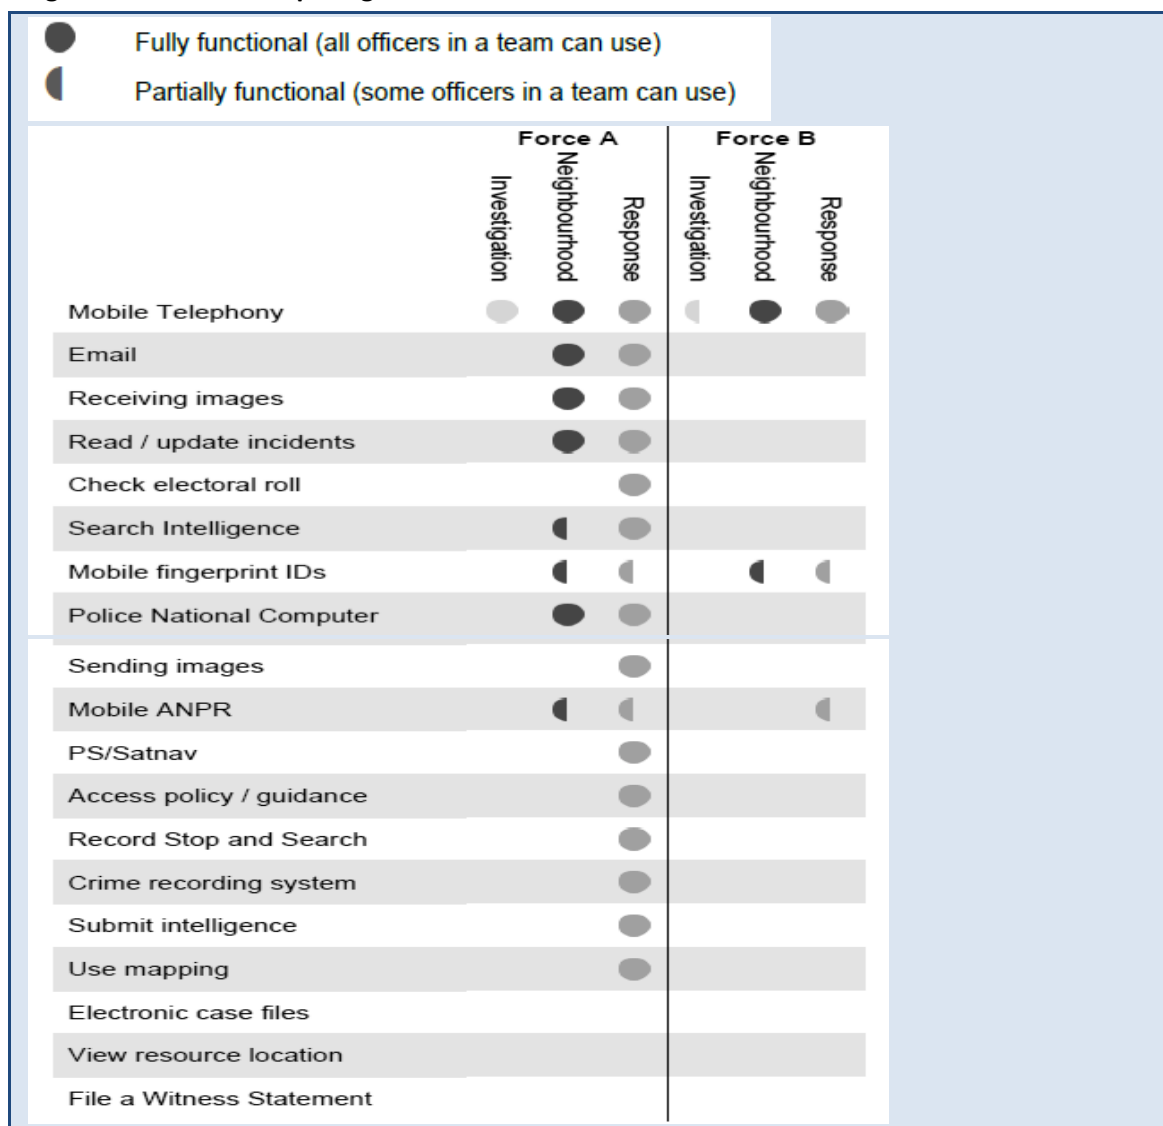 Fully functional (all officers in a team can use)
Partially functional (some officers in a team can use)
Force A Force B
Investigation Neighbourhood Response Investigation Neighbourhood Response
Mobile Telephony
Email
Receiving images
Read / update incidents
Check electoral roll
Search Intelligence
Mobile fingerprint IDs
Police National Computer
Sending images
Mobile ANPR
PS/Satnav
Access policy / guidance
Record Stop and Search
Crime recording system
Submit intelligence
Use mapping
Electronic case files
View resource location
File a Witness Statement